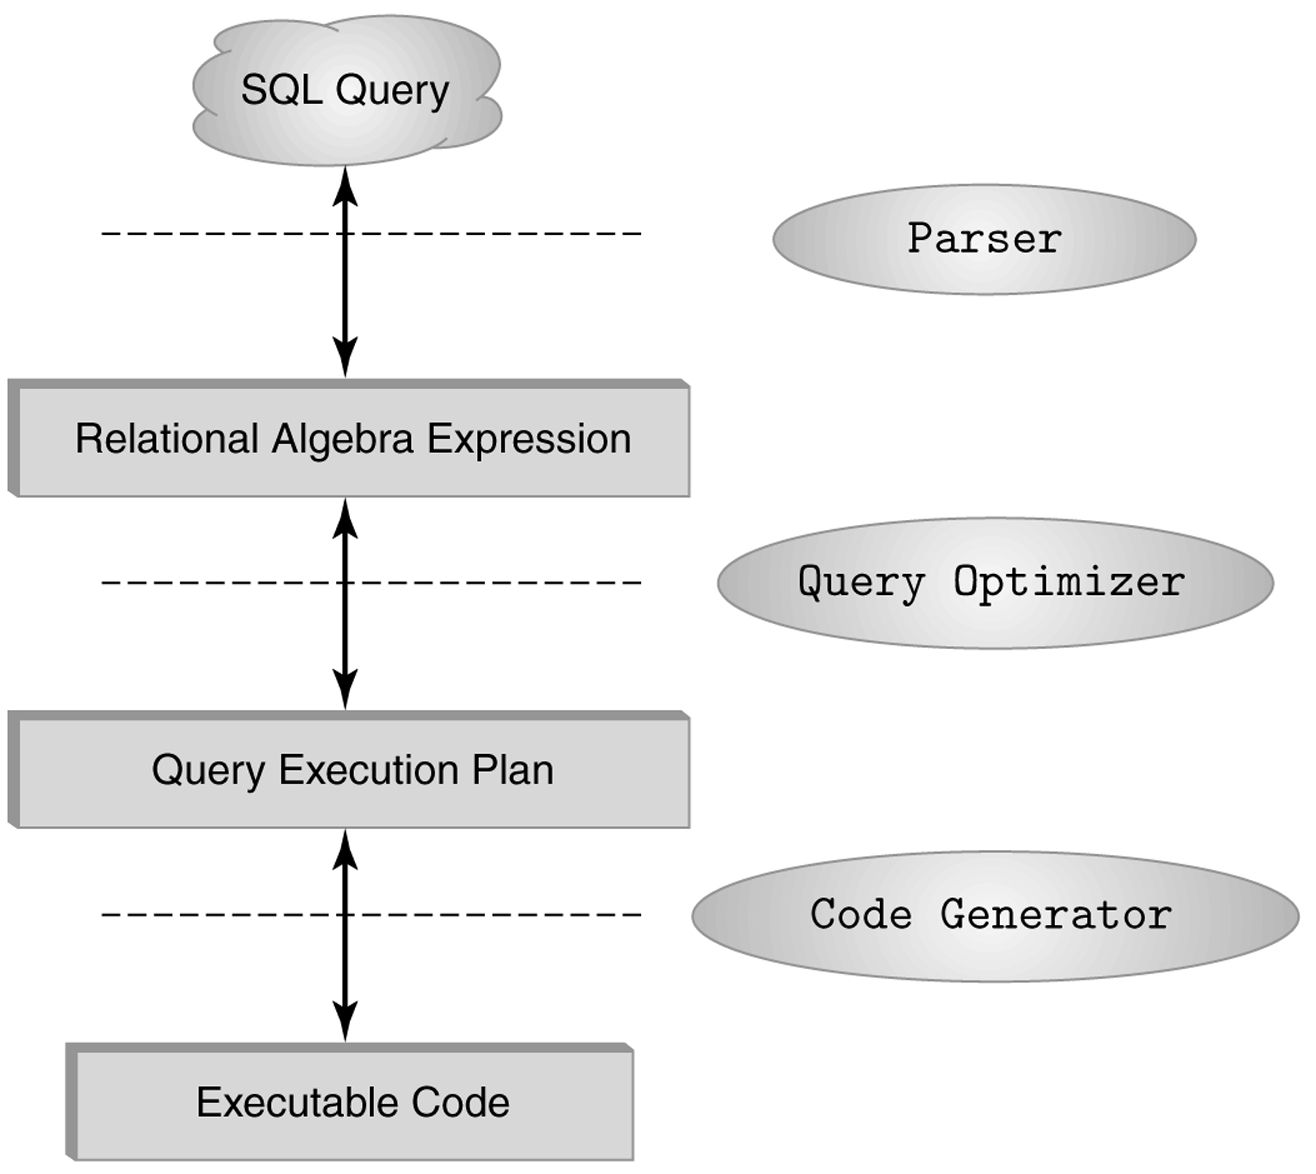 SQL Query
Parser
Relational Algebra Expression
Query Optimizer
Query Execution Plan
Code Generator
Executable Code